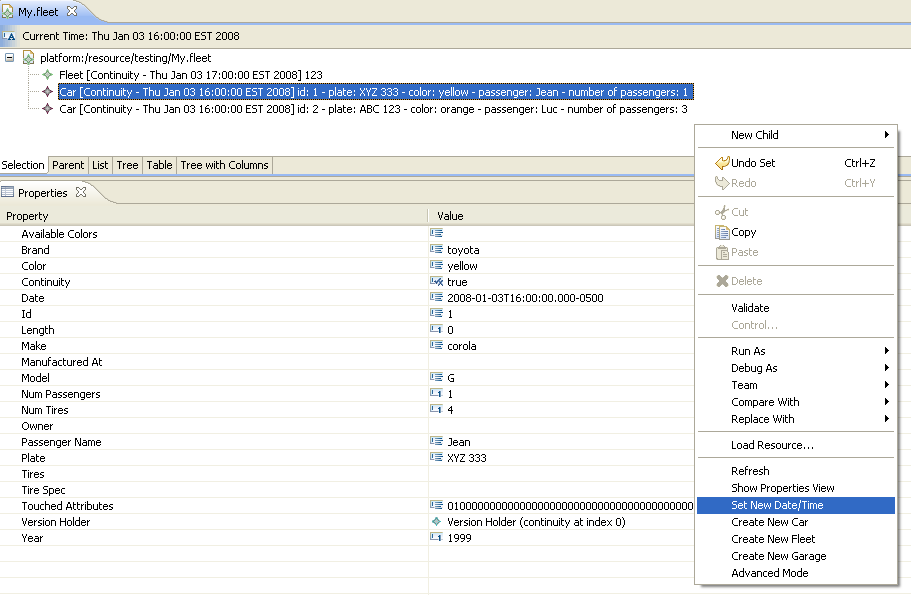 My.fleet
Current Time: Thu Jan 03 16:00:00 EST 2008
platform:/resource/testing/My.fleet
Fleet [Continuity - Thu Jan 03 17:00:00 EST 2008] 123
Car [Continuity - Thu Jan 03 16:00:00 EST 2008] id: 1 - plate: XYZ 333 - color: yellow - passenger: Jean - number of passengers: 1
Car [Continuity - Thu Jan 03 16:00:00 EST 2008] id: 2 - plate: ABC 123 - color: orange - passenger: Luc - number of passengers: 3
Selection Parent List Tree Table Tree with Columns
Properties
Property Value
Available Colors
Brand toyota
Color yellow
Continuity true
Date 2008-01-03T16:00:00.000-0500
Id 1
Length 0
Make corola
Manufactured At
Model G
Num Passengers 1
Num Tires 4
Owner
Passenger Name Jean
Plate XYZ 333
Tires
Tire Spec
Touched Attributes
Version Holder Version Holder (continuity at index 0)
Year 1999
New Child
Undo Set Ctrl+Z
Redo Ctrl+Y
Cut
Copy
Paste
Delete
Validate
Control...
Run As
Debug As
Team
Compare With
Replace With
Load Resource...
Refresh
Show Properties View
Set New Date/Time
Create New Car
Create New Fleet
Create New Garage
Advanced Mode